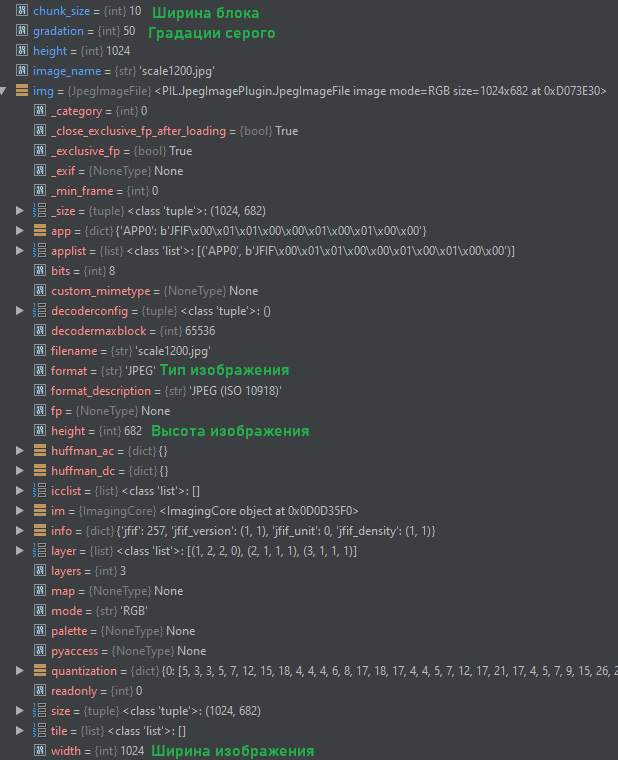 chunk_size = {int} 10 Ширина блока
gradation = {int} 50 Градации серого
height = {int} 1024
image_name = {str} 'scale1200.jpg'
img = {JpegImageFile} <PIL.JpegImagePlugin.JpegImageFile image mode=RGB size=1024x682 at 0xD073E30>
_category = {int} 0
_close_exclusive_fp_after_loading = {bool} True
_exclusive_fp = {bool} True
_exif = {NoneType} None
_min_frame = {int} 0
_size = {tuple} <class 'tuple'>: (1024, 682)
app = {dict} {'APP0': b'JFIF\x00\x01\x01\x00\x00\x01\x00\x01\x00\x00'}
applist = {list} <class 'list'>: [('APP0', b'JFIF\x00\x01\x01\x00\x00\x01\x00\x01\x00\x00')]
bits = {int} 8
custom_mimetype = {NoneType} None
decoderconfig = {tuple} <class 'tuple'>: ()
decodermaxblock = {int} 65536
filename = {str} 'scale1200.jpg'
format = {str} 'JPEG' Тип изображения
format_description = {str} 'JPEG (ISO 10918)'
fp = {NoneType} None
height = {int} 682 Высота изображения
huffman_ac = {dict} {}
huffman_dc = {dict} {}
icclist = {list} <class 'list'>: []
im = {ImagingCore} <ImagingCore object at 0x0D0D35F0>
info = {dict} {'jfif': 257, 'jfif_version': (1, 1), 'jfif_unit': 0, 'jfif_density': (1, 1)}
layer = {list} <class 'list'>: [(1, 2, 2, 0), (2, 1, 1, 1), (3, 1, 1, 1)]
layers = {int} 3
map = {NoneType} None
mode = {str} 'RGB'
palette = {NoneType} None
pyaccess = {NoneType} None
quantization = {dict} {0: [5, 3, 3, 5, 7, 12, 15, 18, 4, 4, 4, 6, 8, 17, 18, 17, 4, 4, 5, 7, 12, 17, 21, 17, 4, 5, 7, 9, 15, 26, 2
readonly = {int} 0
size = {tuple} <class 'tuple'>: (1024, 682)
tile = {list} <class 'list'>: []
width = {int} 1024 Ширина изображения